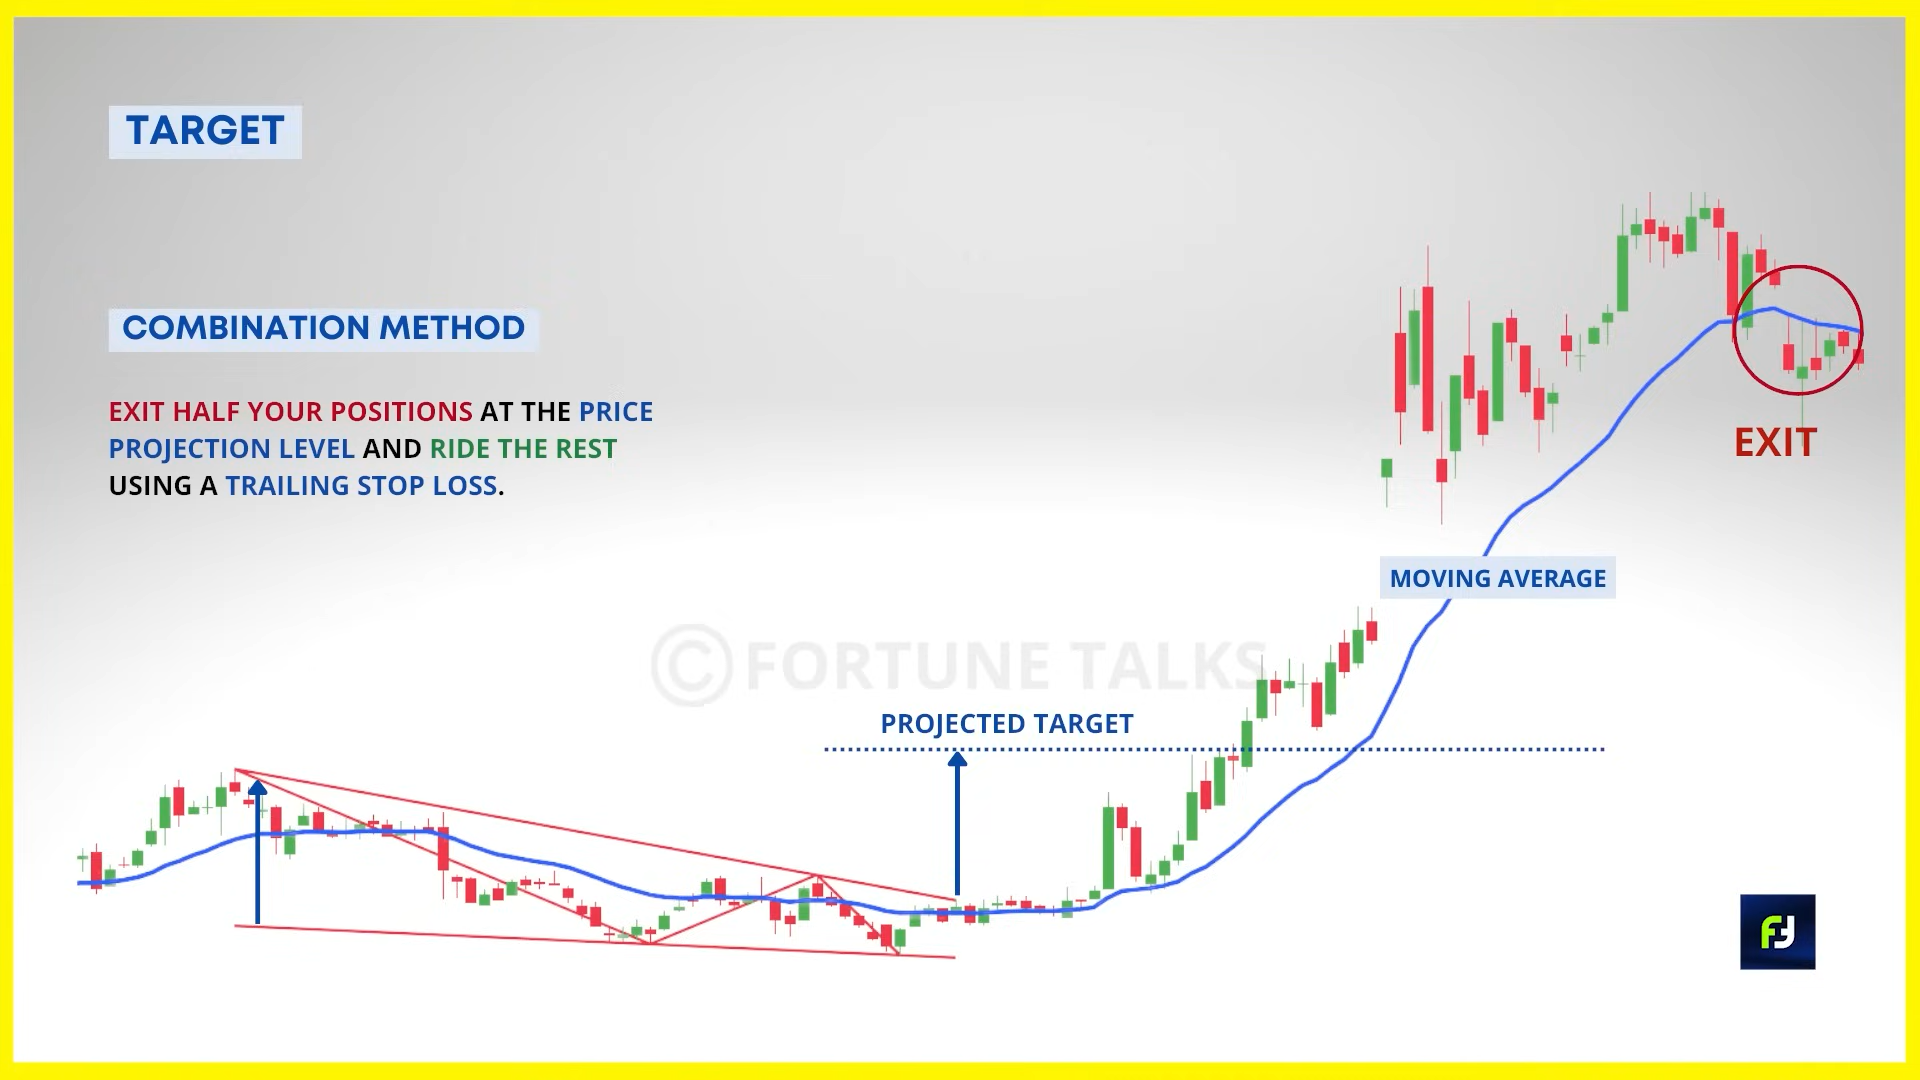 TARGET
COMBINATION METHOD
EXIT HALF YOUR POSITIONS AT THE PRICE
PROJECTION LEVEL AND RIDE THE REST
USING A TRAILING STOP LOSS.
EXIT
MOVING AVERAGE
© FORTUNE TALKS
PROJECTED TARGET